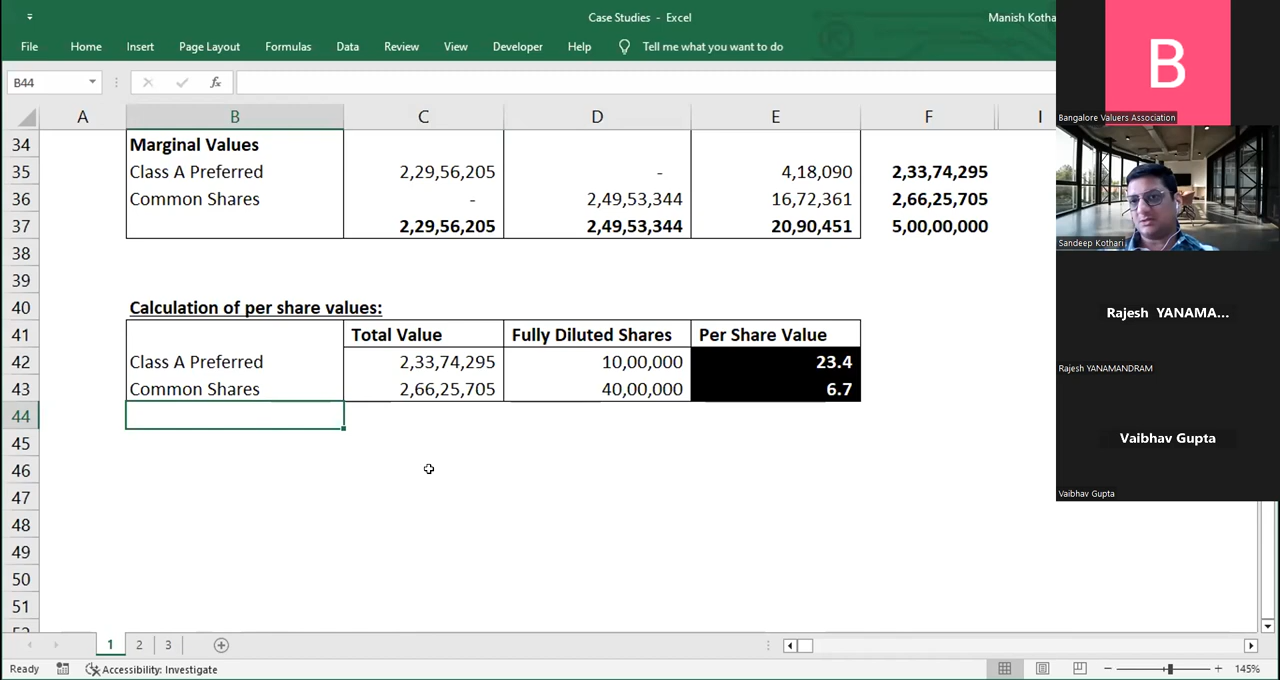 Case Studies - Excel
Manish Kotha
File Home Insert Page Layout Formulas Data Review View Developer Help Tell me what you want to do
B
B44 fx
A B C D E F I
Bangalore Valuers Association
34 Marginal Values
35 Class A Preferred 2,29,56,205 - 4,18,090 2,33,74,295
36 Common Shares - 2,49,53,344 16,72,361 2,66,25,705
37 2,29,56,205 2,49,53,344 20,90,451 5,00,00,000
Sandeep Kothari
38
39
40 Calculation of per share values:
Rajesh YANAMA...
41 Total Value Fully Diluted Shares Per Share Value
42 Class A Preferred 2,33,74,295 10,00,000 23.4
Rajesh YANAMANDRAM
43 Common Shares 2,66,25,705 40,00,000 6.7
44
45
Vaibhav Gupta
46
47
Vaibhav Gupta
48
49
50
51
1 2 3
Ready Accessibility: Investigate 145%